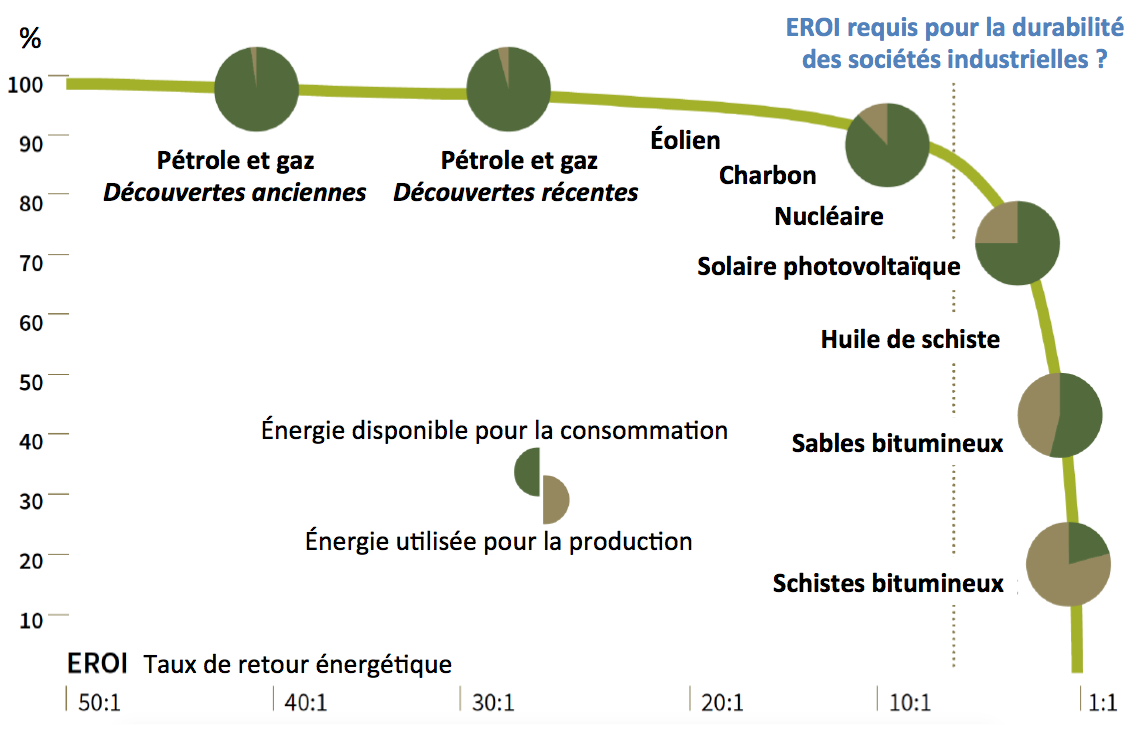 %
EROI requis pour la durabilité
des sociétés industrielles ?
100
90
80
70
60
50
40
30
20
10
Pétrole et gaz
Découvertes anciennes
Pétrole et gaz
Découvertes récentes
Éolien
Charbon
Nucléaire
Solaire photovoltaïque
Huile de schiste
Sables bitumineux
Schistes bitumineux
Énergie disponible pour la consommation
Énergie utilisée pour la production
EROI Taux de retour énergétique
50:1 40:1 30:1 20:1 10:1 1:1